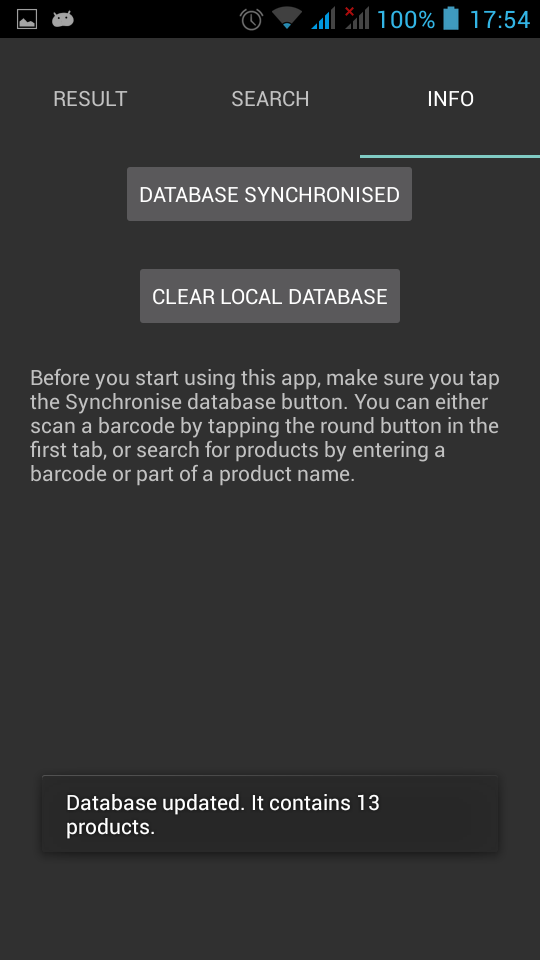 100% 17:54
RESULT SEARCH INFO
DATABASE SYNCHRONISED
CLEAR LOCAL DATABASE
Before you start using this app, make sure you tap
the Synchronise database button. You can either
scan a barcode by tapping the round button in the
first tab, or search for products by entering a
barcode or part of a product name.
Database updated. It contains 13
products.